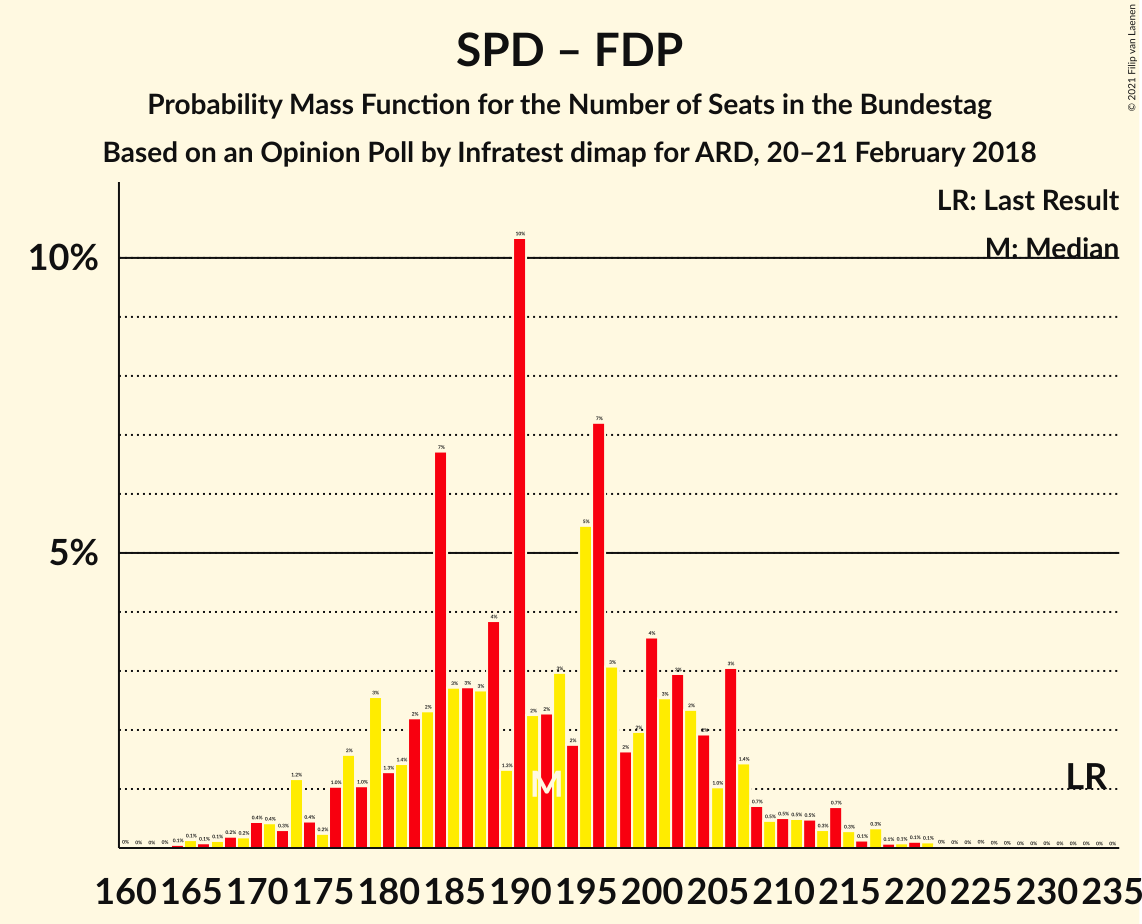 © 2021 Filip van Laenen
SPD – FDP
Probability Mass Function for the Number of Seats in the Bundestag
Based on an Opinion Poll by Infratest dimap for ARD, 20–21 February 2018
LR: Last Result
M: Median
10%
5%
M
LR
160 165 170 175 180 185 190 195 200 205 210 215 220 225 230 235